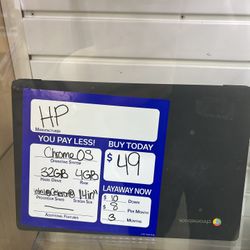 HP
MANUFACTURER
YOU PAY LESS!
Chrome OS
OPERATING SYSTEM
32GB 4GB
HARD DRIVE RAM
14in"
PROCESSOR SPEED SCREEN SIZE
ADDITIONAL FEATURES
BUY TODAY
$49
LAYAWAY NOW
$10 DOWN
$8 PER MONTH
3 MONTHS
chromebook